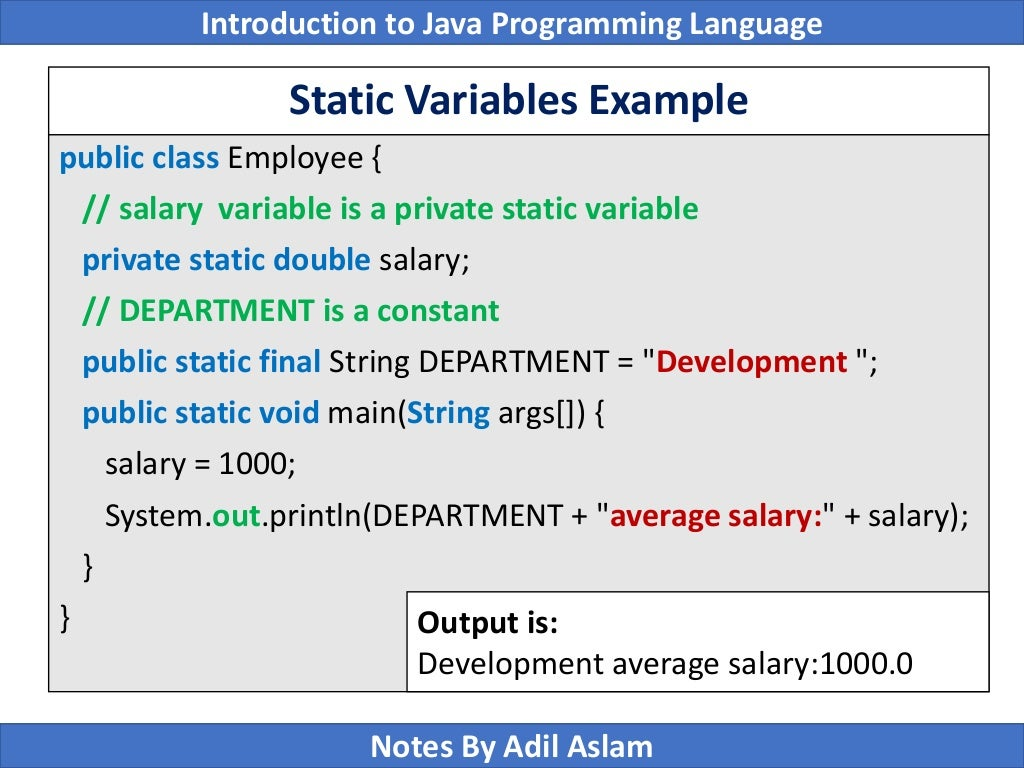 Introduction to Java Programming Language
Static Variables Example
public class Employee {
// salary  variable is a private static variable
private static double salary;
// DEPARTMENT is a constant
public static final String DEPARTMENT = "Development ";
public static void main(String args[]) {
salary = 1000;
System.out.println(DEPARTMENT + "average salary:" + salary);
}
}
Output is:
Development average salary:1000.0
Notes By Adil Aslam